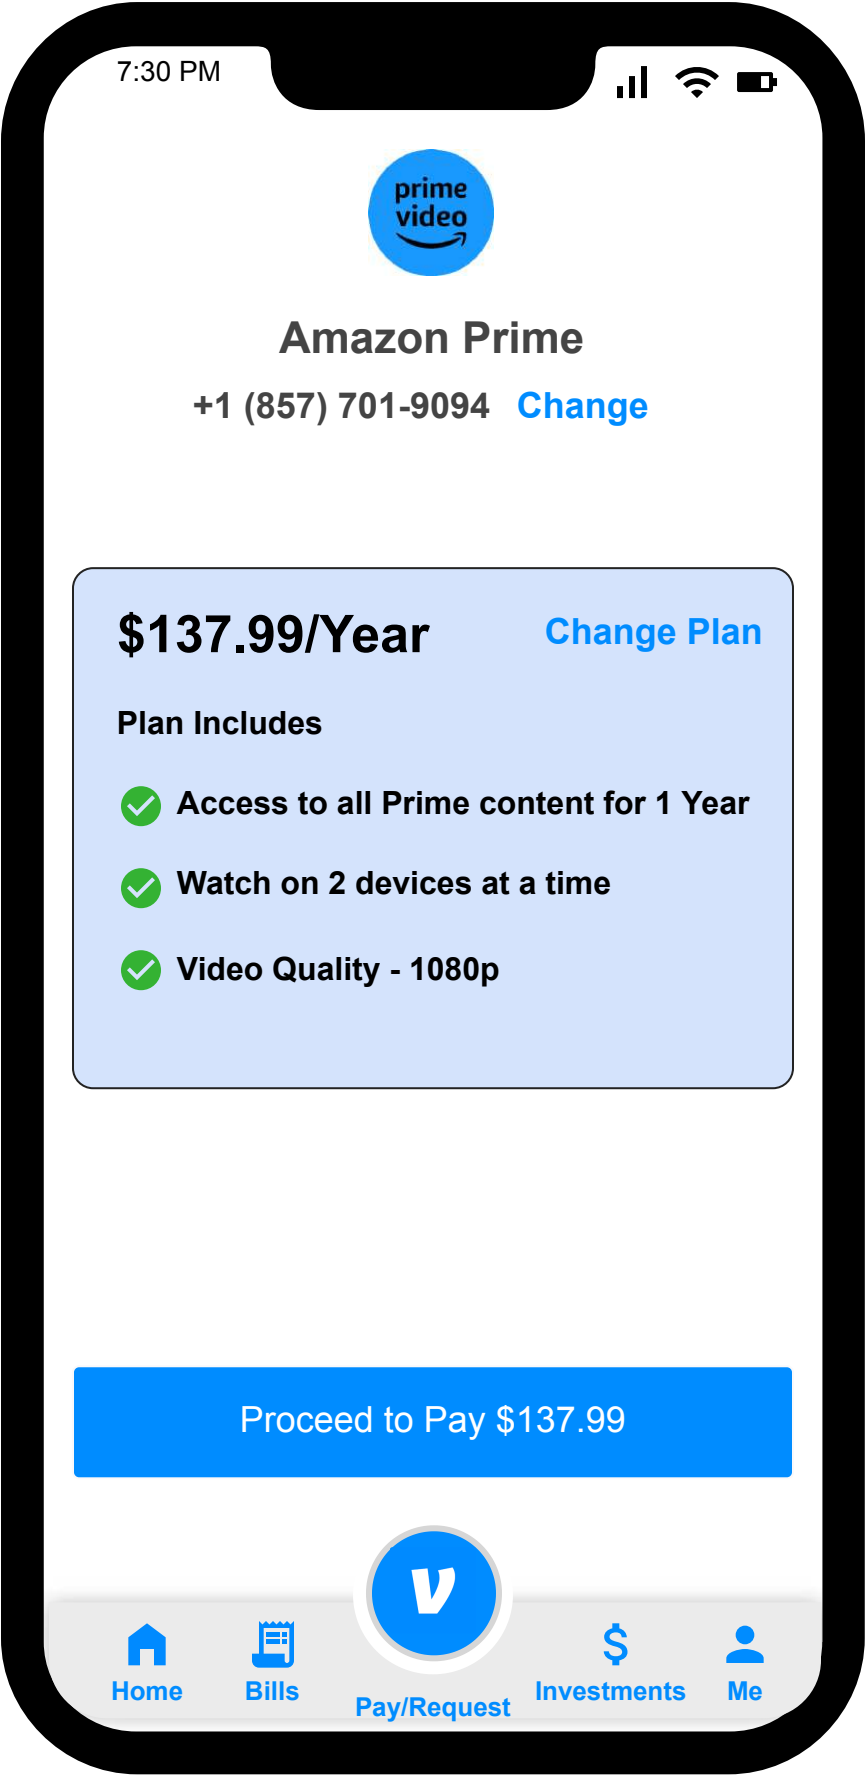 7:30 PM
prime
video
Amazon Prime
+1 (857) 701-9094 Change
$137.99/Year Change Plan
Plan Includes
Access to all Prime content for 1 Year
Watch on 2 devices at a time
Video Quality - 1080p
Proceed to Pay $137.99
V
Home Bills Pay/Request Investments Me